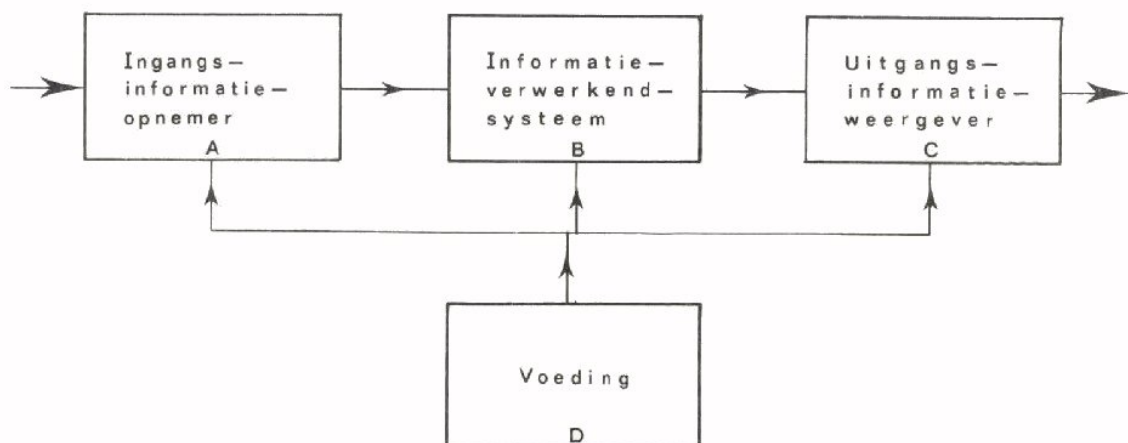 Ingangs—
informatie—
opnemer
A
Informatie—
verwerkend—
systeem
B
Uitgangs—
informatie—
weergever
C
Voeding
D